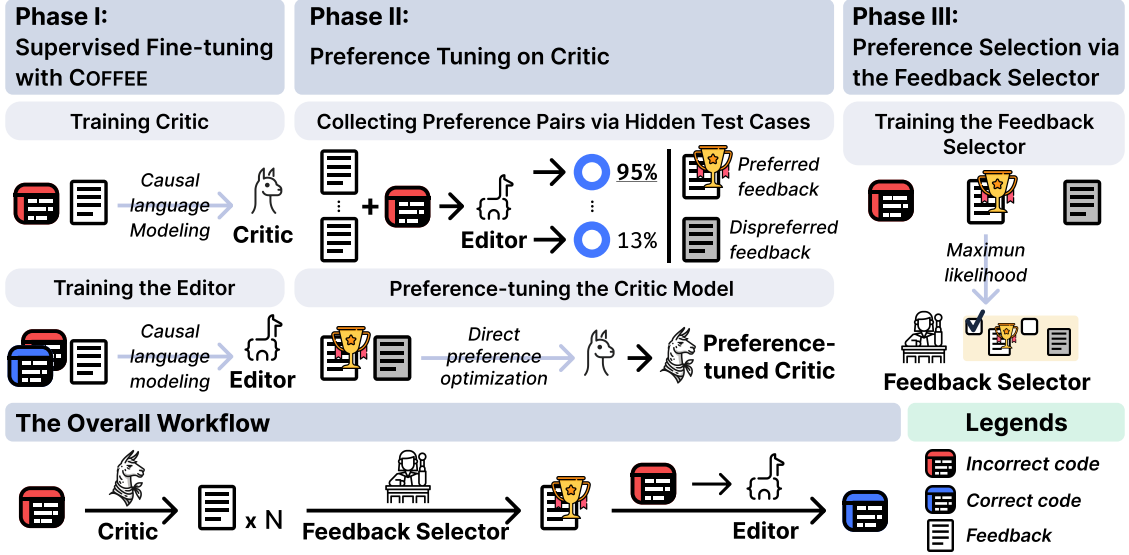 Phase I:
Supervised Fine-tuning
with COFFEE
Training Critic
Causal
language
Modeling
Critic
Training the Editor
Causal
language
modeling
Editor
Phase II:
Preference Tuning on Critic
Collecting Preference Pairs via Hidden Test Cases
+
Editor
95%
13%
Preferred
feedback
Dispreferred
feedback
Preference-tuning the Critic Model
Direct
preference
optimization
Preference-
tuned Critic
Phase III:
Preference Selection via
the Feedback Selector
Training the Feedback
Selector
Maximun
likelihood
Feedback Selector
The Overall Workflow
Critic
x N
Feedback Selector
Editor
Legends
Incorrect code
Correct code
Feedback